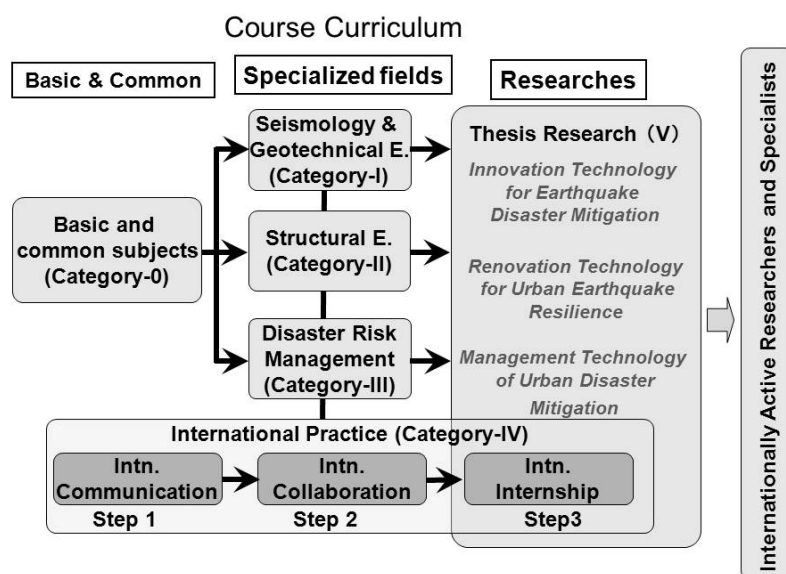 Course Curriculum
Basic & Common
Specialized fields
Researches
Basic and
common subjects
(Category-0)
Seismology &
Geotechnical E.
(Category-I)
Structural E.
(Category-II)
Disaster Risk
Management
(Category-III)
Thesis Research（V）
Innovation Technology
for Earthquake
Disaster Mitigation
Renovation Technology
for Urban Earthquake
Resilience
Management Technology
of Urban Disaster
Mitigation
International Practice (Category-IV)
Intn.
Communication
Step 1
Intn.
Collaboration
Step 2
Intn.
Internship
Step3
Internationally Active Researchers and Specialists